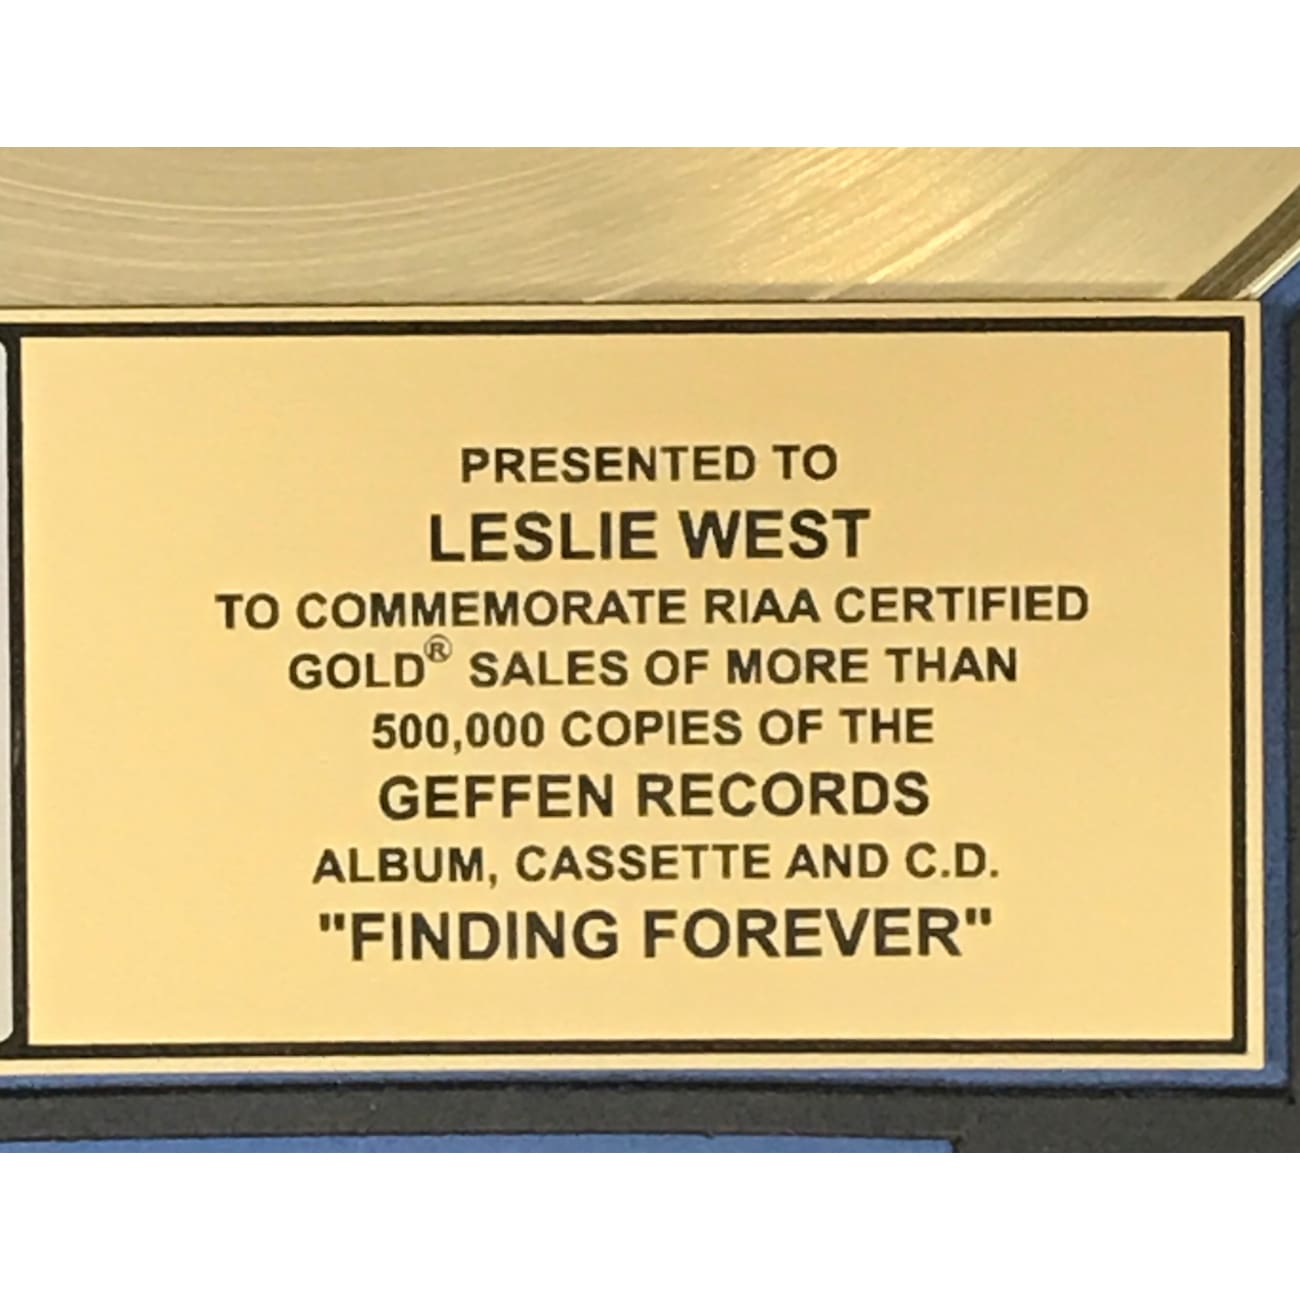 PRESENTED TO
LESLIE WEST
TO COMMEMORATE RIAA CERTIFIED
GOLD® SALES OF MORE THAN
500,000 COPIES OF THE
GEFFEN RECORDS
ALBUM, CASSETTE AND C.D.
"FINDING FOREVER"